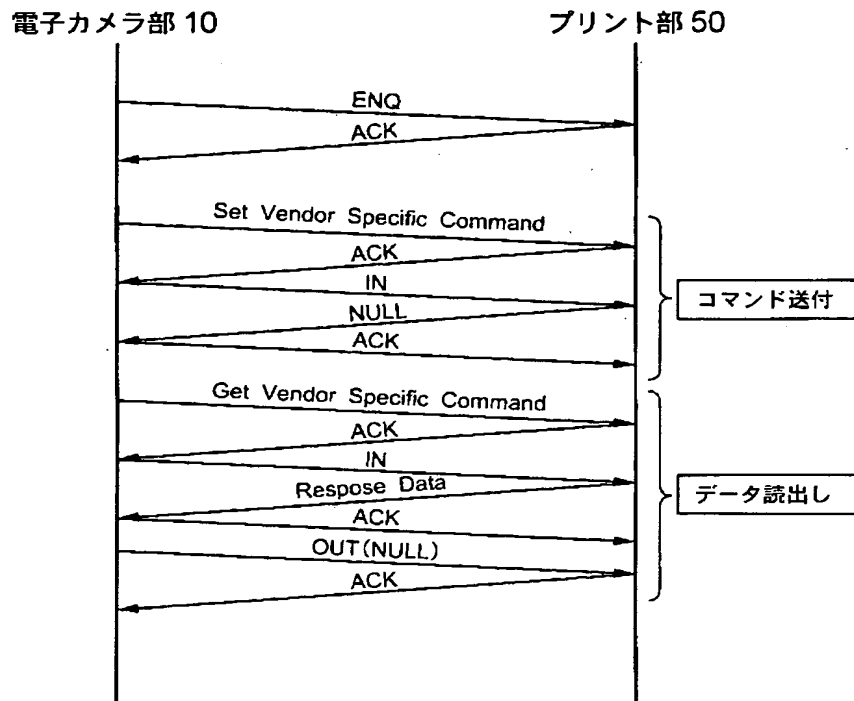 電子カメラ部 10
プリント部 50
ENQ
ACK
Set Vendor Specific Command
ACK
IN
NULL
ACK
コマンド送付
Get Vendor Specific Command
ACK
IN
Respose Data
ACK
OUT(NULL)
ACK
データ読出し